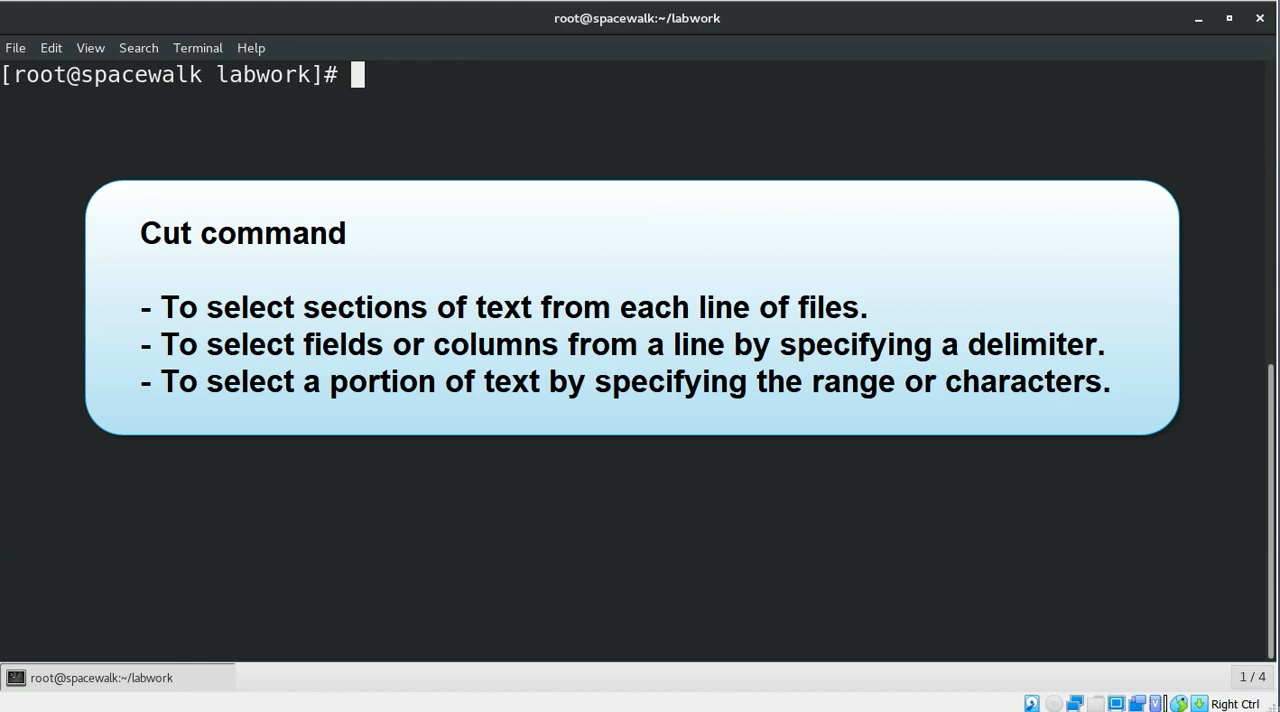 root@spacewalk:~/labwork
File Edit View Search Terminal Help
[root@spacewalk labwork]#
Cut command
- To select sections of text from each line of files.
- To select fields or columns from a line by specifying a delimiter.
- To select a portion of text by specifying the range or characters.
root@spacewalk:~/labwork
1 / 4
Right Ctrl